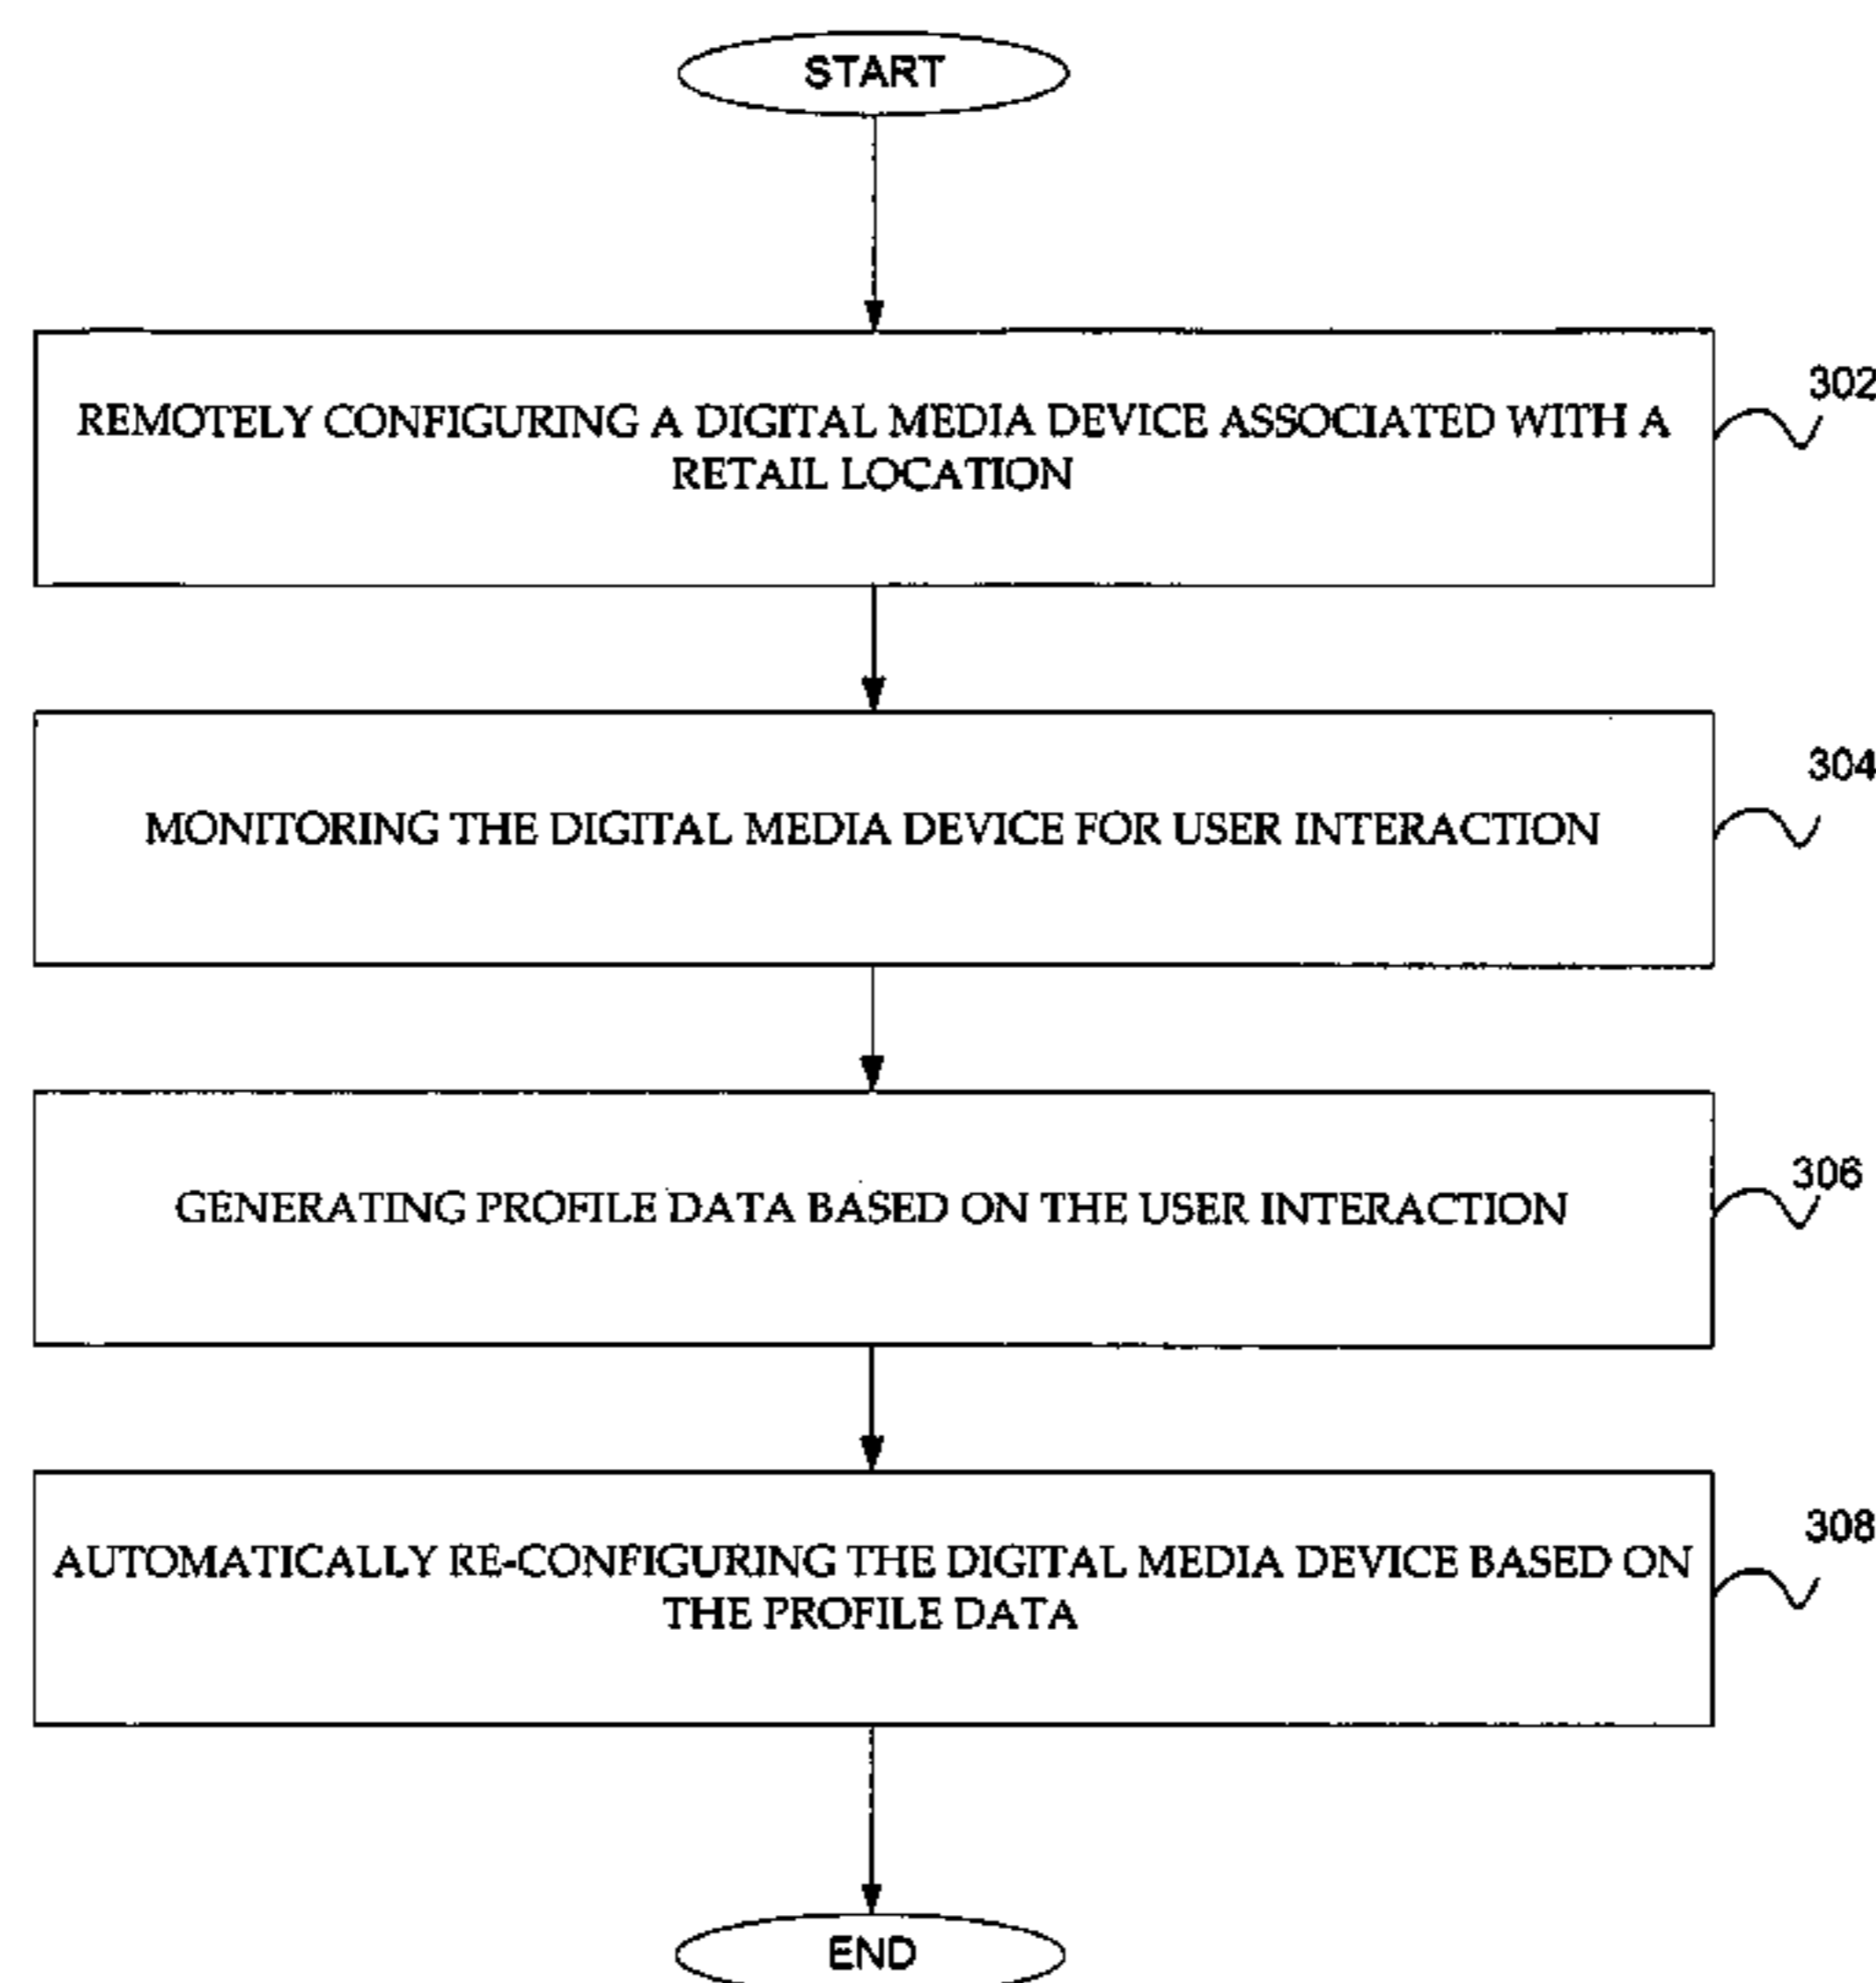 START
REMOTELY CONFIGURING A DIGITAL MEDIA DEVICE ASSOCIATED WITH A
RETAIL LOCATION
302
MONITORING THE DIGITAL MEDIA DEVICE FOR USER INTERACTION
304
GENERATING PROFILE DATA BASED ON THE USER INTERACTION
306
AUTOMATICALLY RE-CONFIGURING THE DIGITAL MEDIA DEVICE BASED ON
THE PROFILE DATA
308
END